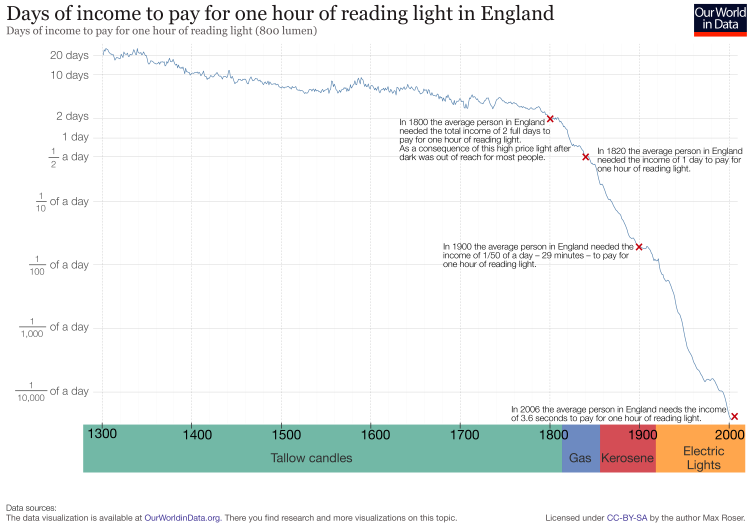 Days of income to pay for one hour of reading light in England
Days of income to pay for one hour of reading light (800 lumen)
Our World
in Data
20 days
10 days
2 days
1 day
1/2 a day
1/10 of a day
1/100 of a day
1/1,000 of a day
1/10,000 of a day
In 1800 the average person in England
needed the total income of 2 full days to
pay for one hour of reading light.
As a consequence of this high price light after
dark was out of reach for most people.
In 1820 the average person in England
needed the income of 1 day to pay for
one hour of reading light.
In 1900 the average person in England needed the
income of 1/50 of a day – 29 minutes – to pay for
one hour of reading light.
In 2006 the average person in England needs the income
of 3.6 seconds to pay for one hour of reading light.
1300 1400 1500 1600 1700 1800 1900 2000
Tallow candles
Gas
Kerosene
Electric
Lights
Data sources:
The data visualization is available at OurWorldinData.org. There you find research and more visualizations on this topic.
Licensed under CC-BY-SA by the author Max Roser.